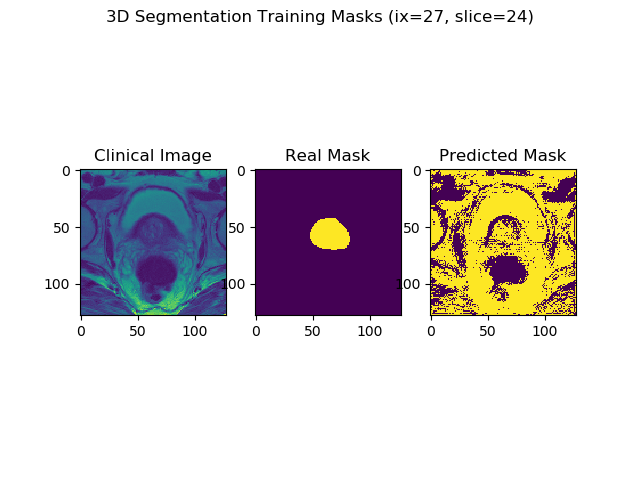 3D Segmentation Training Masks (ix=27, slice=24)
Clinical Image Real Mask Predicted Mask
0 0 0
50 50 50
100 100 100
0 50 100 0 50 100 0 50 100